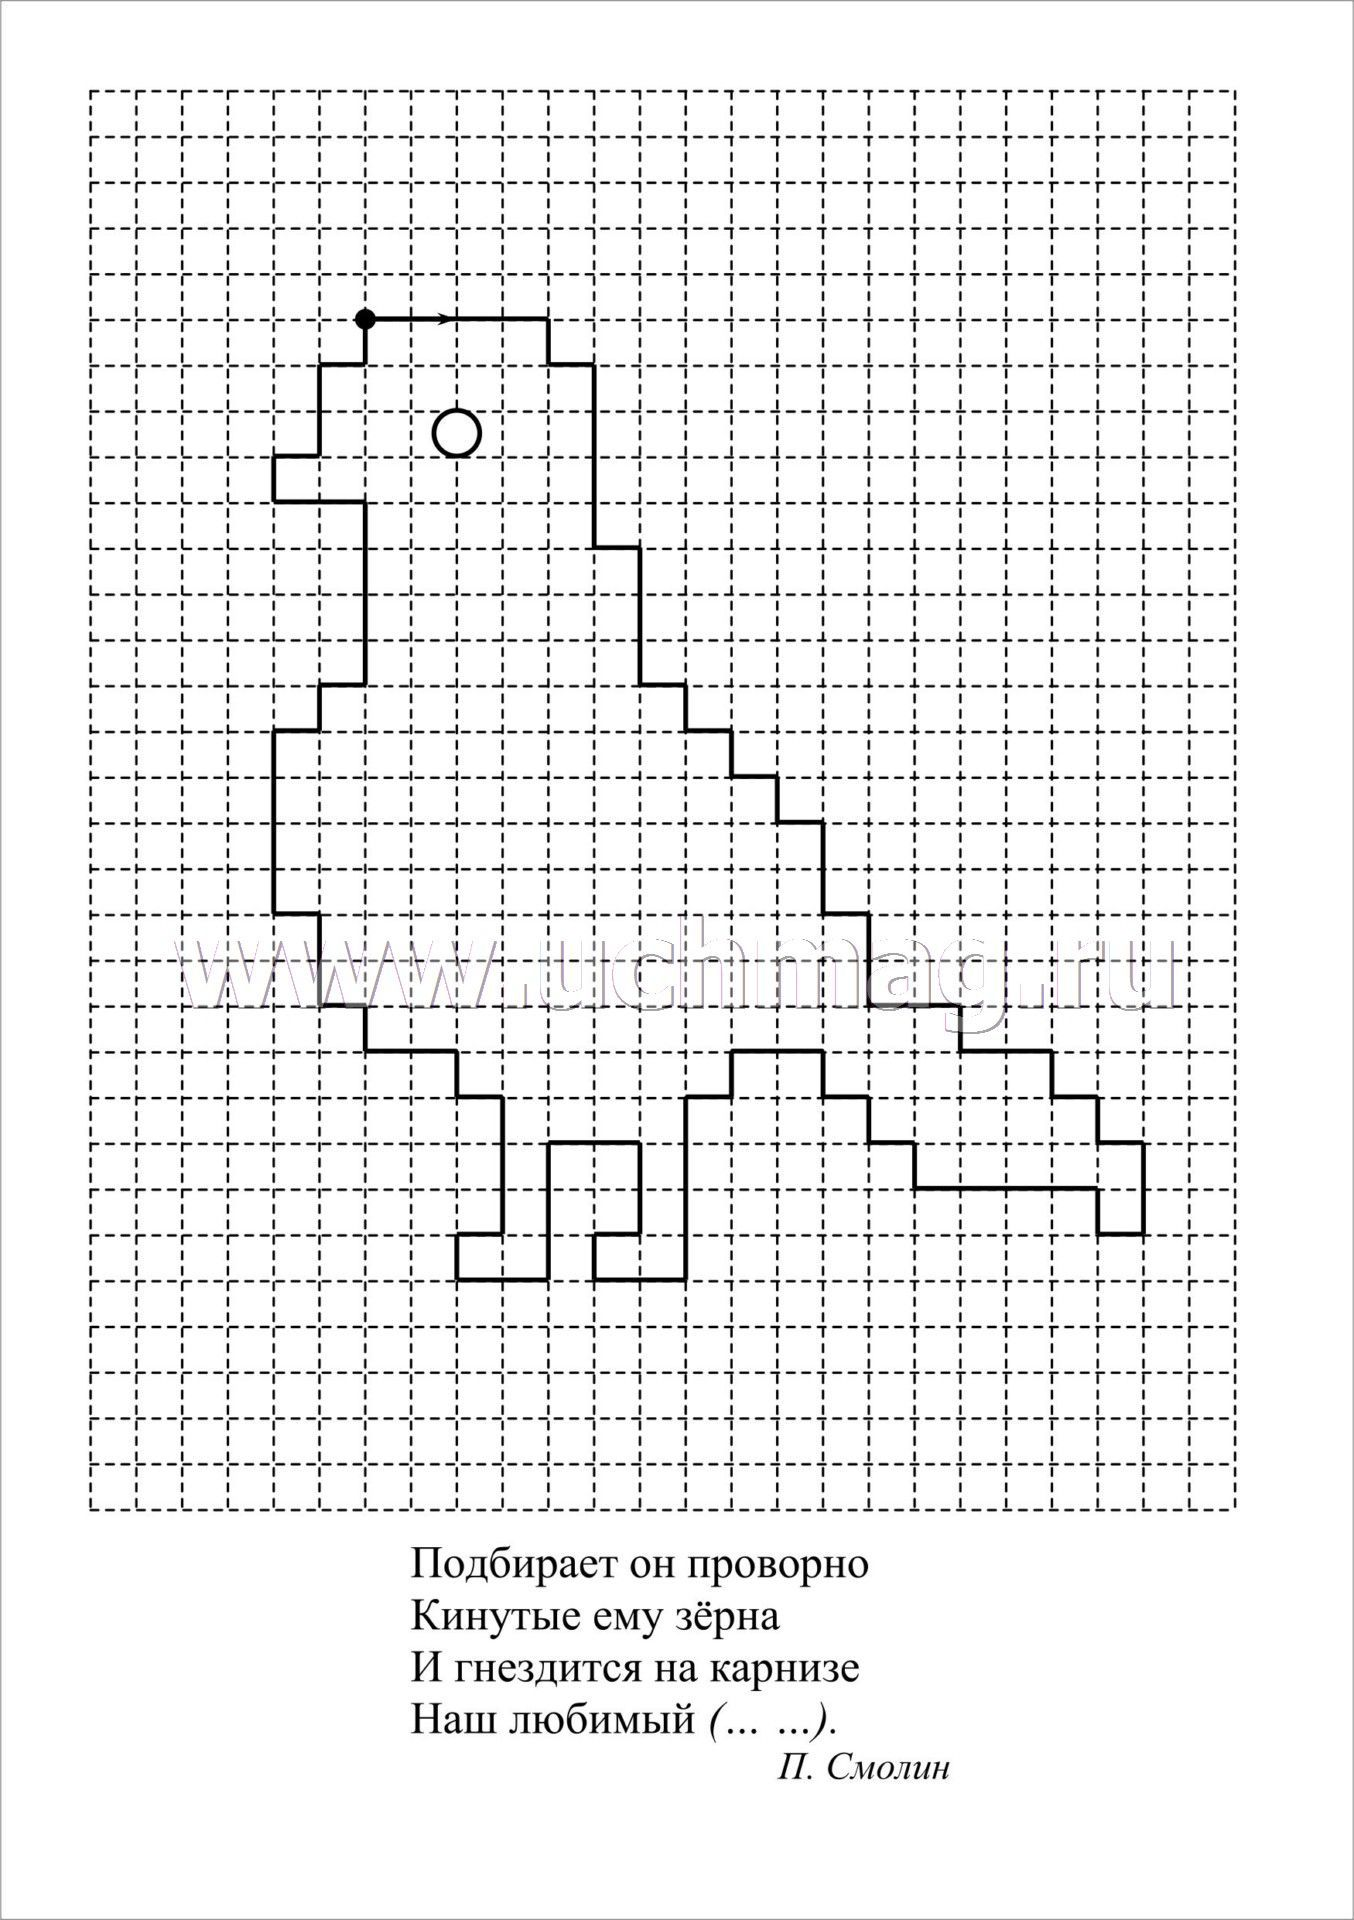 www.uchmag.ru
Подбирает он проворно
Кинутые ему зёрна
И гнездится на карнизе
Наш любимый (... ...).
П. Смолин